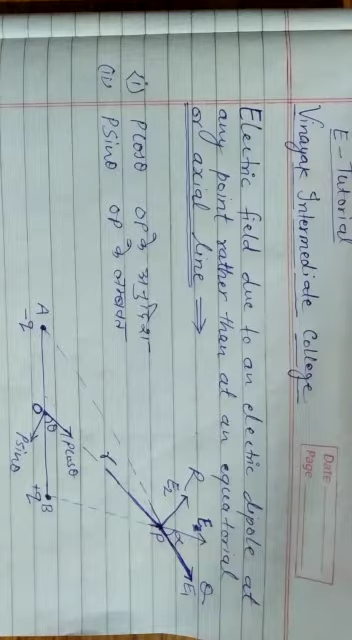 E-Tutorial
Vinayak Intermediate College
Date
Page
Electric field due to an electric dipole at
any point rather than at an equatorial
or axial line ⇒
(i) Pcosθ OP के अनुदिश
(ii) Psinθ OP के लम्बवत
R
E₂
E
Q
α
E₁
P
r
Pcosθ
θ
A
O
B
-q
Psinθ
+q